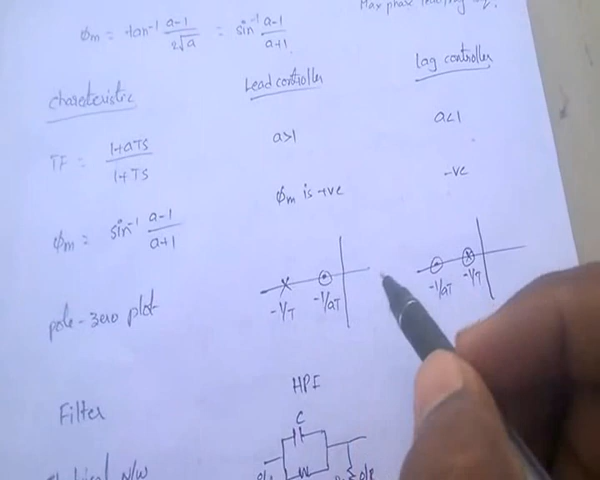 Max phase
ϕm = tan⁻¹ a-1/2√a = sin⁻¹ a-1/a+1
charcteristic Lead controller Lag controller
TF = 1+aTS/1+TS a>1 a<1
ϕm = sin⁻¹ a-1/a+1 ϕm is +ve -ve
pole-zero plot -1/T -1/aT -1/aT -1/T
Filter HPF
C